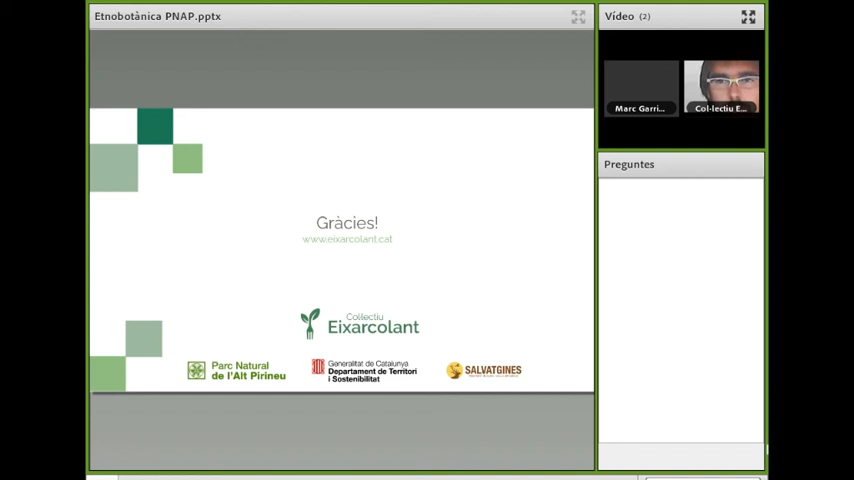 Etnobotànica PNAP.pptx
Vídeo (2)
Marc Garri...
Col·lectiu E...
Preguntes
Gràcies!
www.eixarcolant.cat
Col·lectiu
Eixarcolant
Parc Natural
de l'Alt Pirineu
Generalitat de Catalunya
Departament de Territori
i Sostenibilitat
SALVATGINES